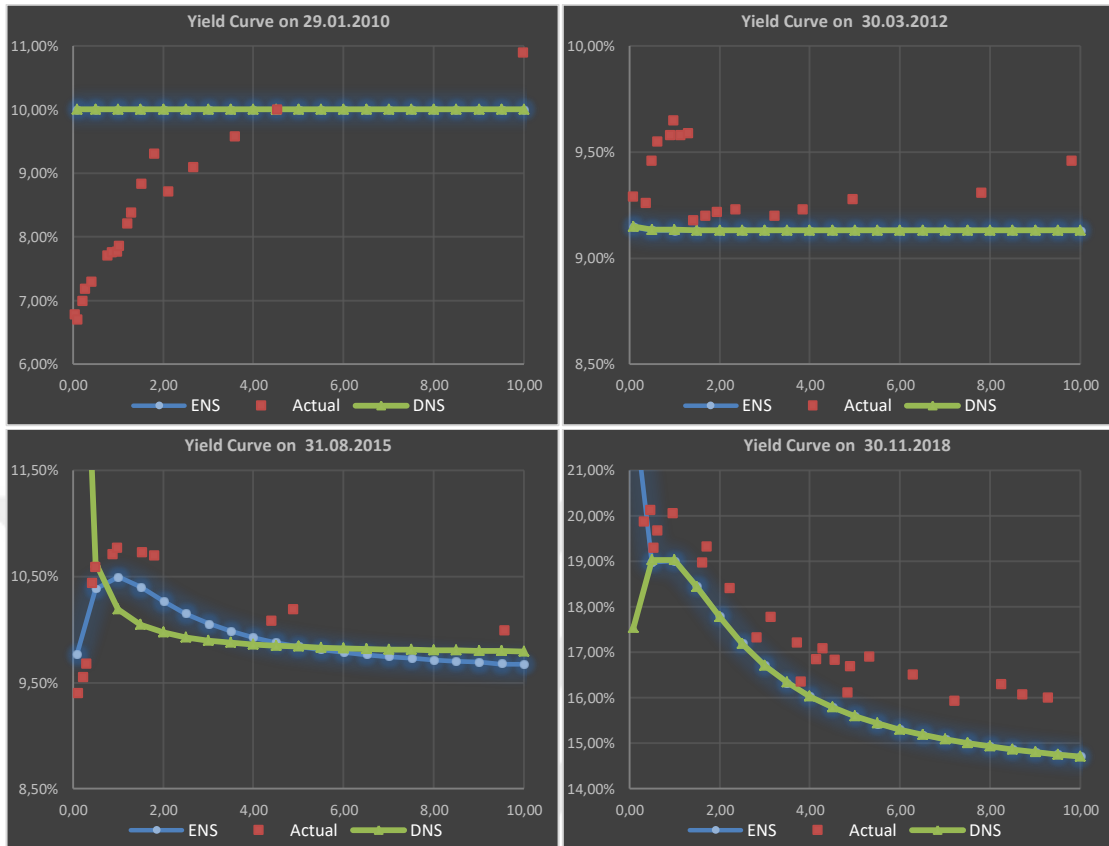 Yield Curve on 29.01.2010
11,00%
10,00%
9,00%
8,00%
7,00%
6,00%
0,00 2,00 4,00 6,00 8,00 10,00
ENS Actual DNS
Yield Curve on 30.03.2012
10,00%
9,50%
9,00%
8,50%
0,00 2,00 4,00 6,00 8,00 10,00
ENS Actual DNS
Yield Curve on 31.08.2015
11,50%
10,50%
9,50%
8,50%
0,00 2,00 4,00 6,00 8,00 10,00
ENS Actual DNS
Yield Curve on 30.11.2018
21,00%
20,00%
19,00%
18,00%
17,00%
16,00%
15,00%
14,00%
0,00 2,00 4,00 6,00 8,00 10,00
ENS Actual DNS